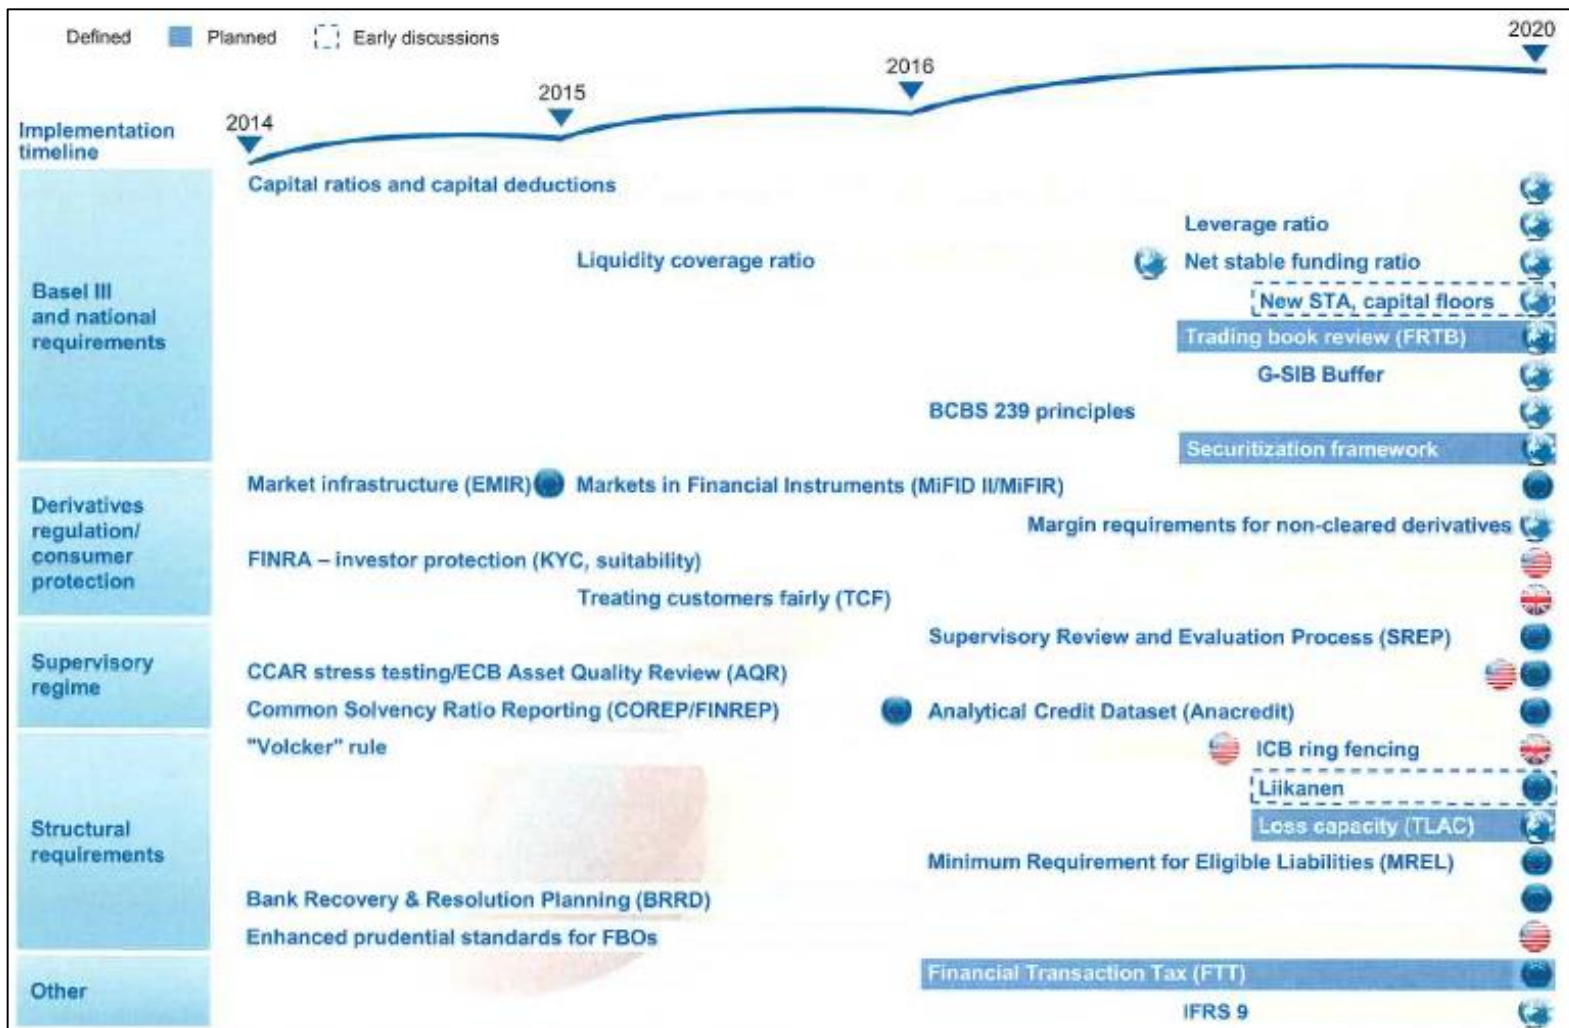 Defined Planned Early discussions
2020
2016
2015
2014
Implementation
timeline
Basel III
and national
requirements
Capital ratios and capital deductions
Leverage ratio
Liquidity coverage ratio Net stable funding ratio
New STA, capital floors
Trading book review (FRTB)
G-SIB Buffer
BCBS 239 principles
Securitization framework
Derivatives
regulation/
consumer
protection
Market infrastructure (EMIR) Markets in Financial Instruments (MiFID II/MiFIR)
Margin requirements for non-cleared derivatives
FINRA – investor protection (KYC, suitability)
Treating customers fairly (TCF)
Supervisory
regime
Supervisory Review and Evaluation Process (SREP)
CCAR stress testing/ECB Asset Quality Review (AQR)
Common Solvency Ratio Reporting (COREP/FINREP) Analytical Credit Dataset (Anacredit)
Structural
requirements
"Volcker" rule ICB ring fencing
Liikanen
Loss capacity (TLAC)
Minimum Requirement for Eligible Liabilities (MREL)
Bank Recovery & Resolution Planning (BRRD)
Enhanced prudential standards for FBOs
Other
Financial Transaction Tax (FTT)
IFRS 9